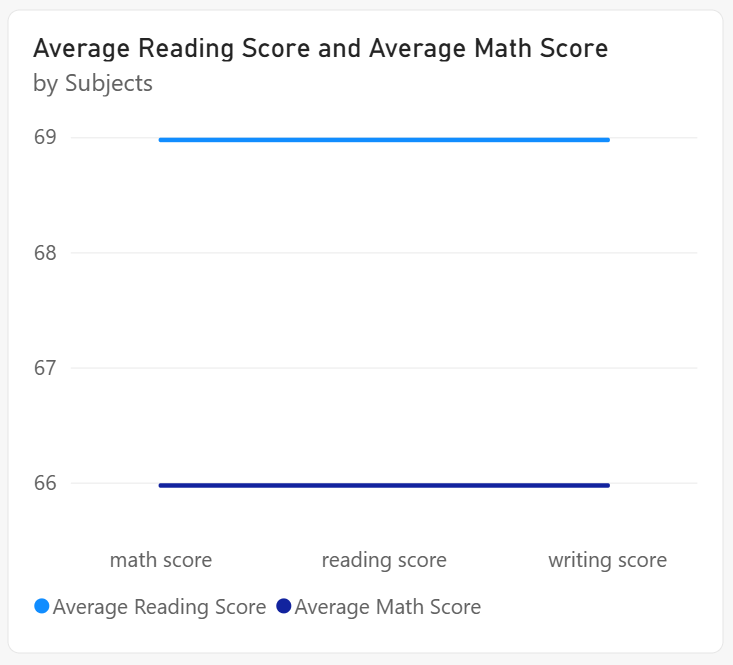 Average Reading Score and Average Math Score
by Subjects
69
68
67
66
math score reading score writing score
Average Reading Score Average Math Score